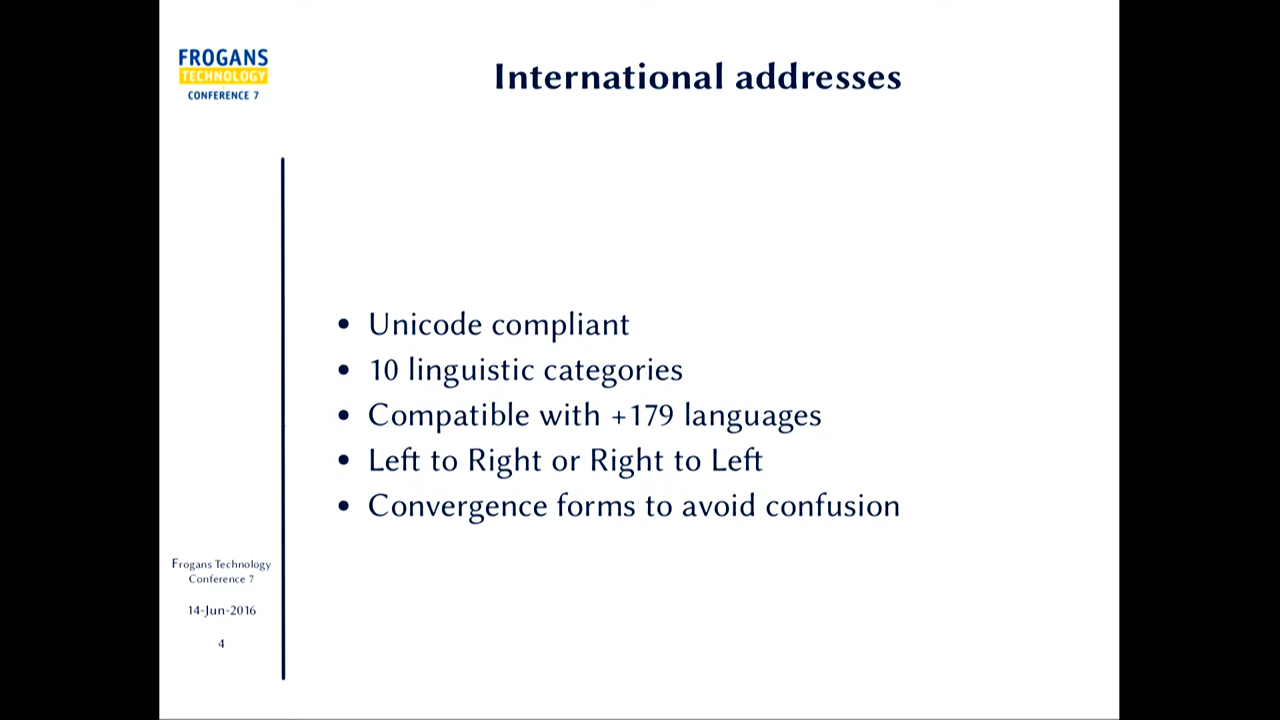 FROGANS
TECHNOLOGY
CONFERENCE 7
International addresses
• Unicode compliant
• 10 linguistic categories
• Compatible with +179 languages
• Left to Right or Right to Left
• Convergence forms to avoid confusion
Frogans Technology
Conference 7
14-Jun-2016
4